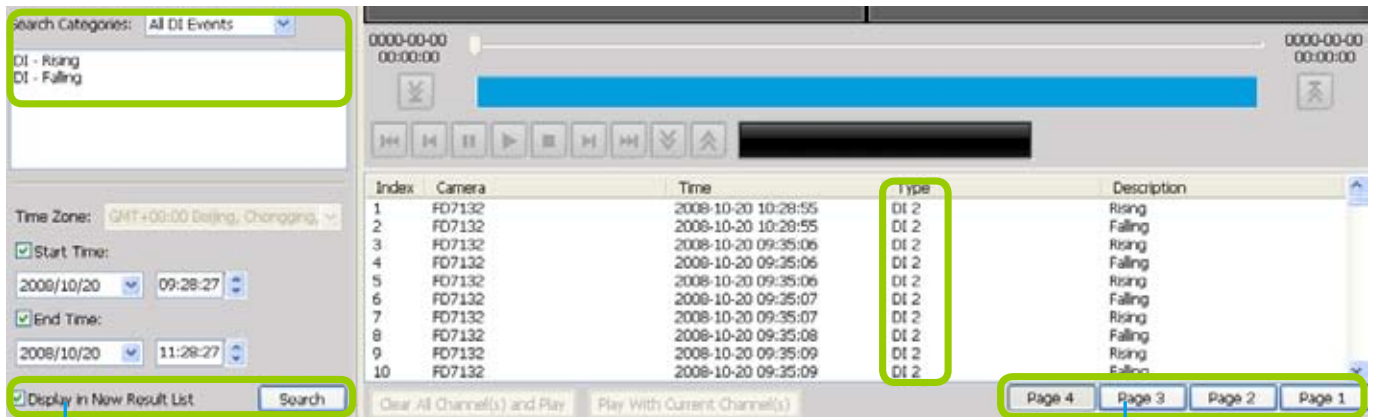 Search Categories: All DI Events
DI - Rising
DI - Falling
Time Zone: GMT+00:00 Beijing, Chongqing,
Start Time:
2008/10/20 09:28:27
End Time:
2008/10/20 11:28:27
Display in New Result List Search
0000-00-00 0000-00-00
00:00:00 00:00:00
Index Camera Time Type Description
1 FD7132 2008-10-20 10:28:55 DI 2 Rising
2 FD7132 2008-10-20 10:28:55 DI 2 Falling
3 FD7132 2008-10-20 09:35:06 DI 2 Rising
4 FD7132 2008-10-20 09:35:06 DI 2 Falling
5 FD7132 2008-10-20 09:35:06 DI 2 Rising
6 FD7132 2008-10-20 09:35:07 DI 2 Falling
7 FD7132 2008-10-20 09:35:07 DI 2 Rising
8 FD7132 2008-10-20 09:35:08 DI 2 Falling
9 FD7132 2008-10-20 09:35:09 DI 2 Rising
10 FD7132 2008-10-20 09:35:09 DI 2 Falling
Clear All Channel(s) and Play Play With Current Channel(s) Page 4 Page 3 Page 2 Page 1